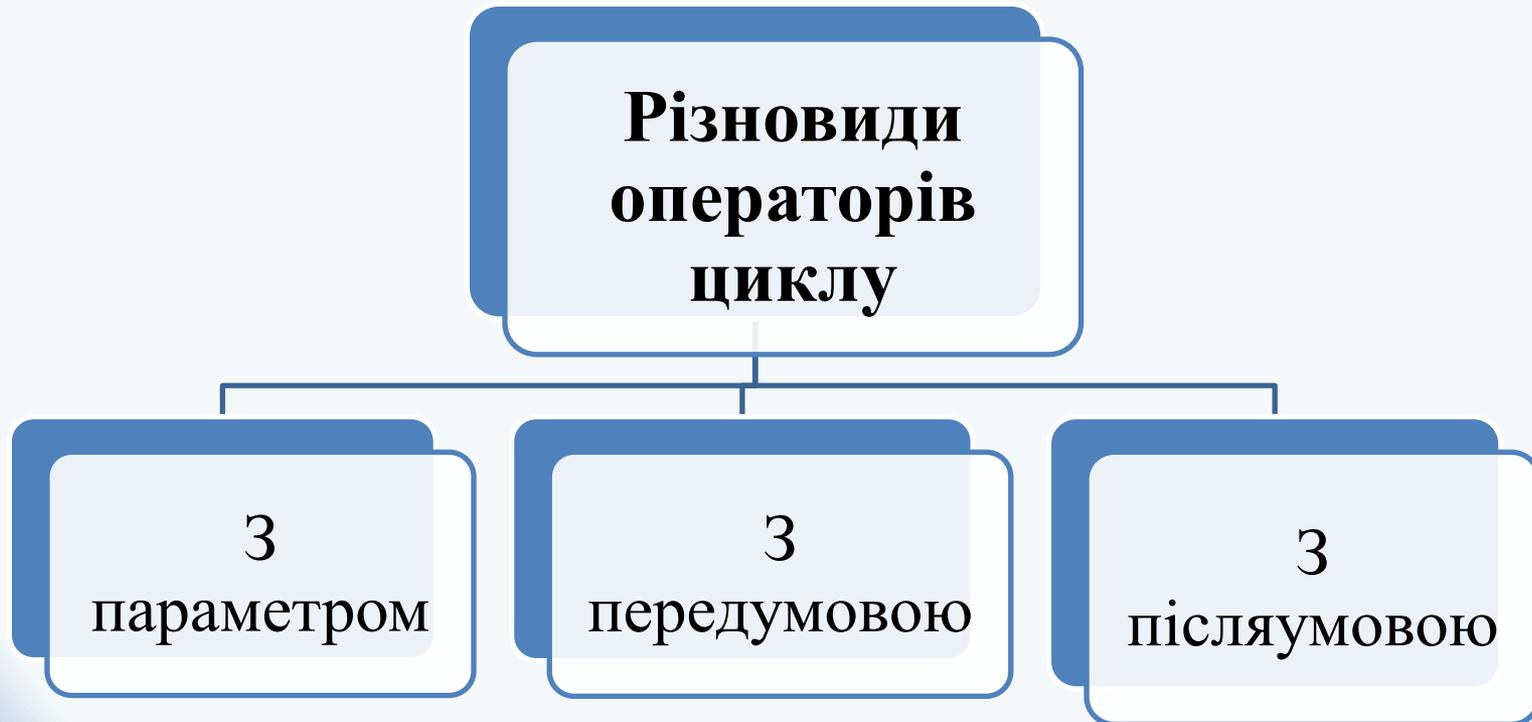 Різновиди
операторів
циклу
З
параметром
З
передумовою
З
післяумовою